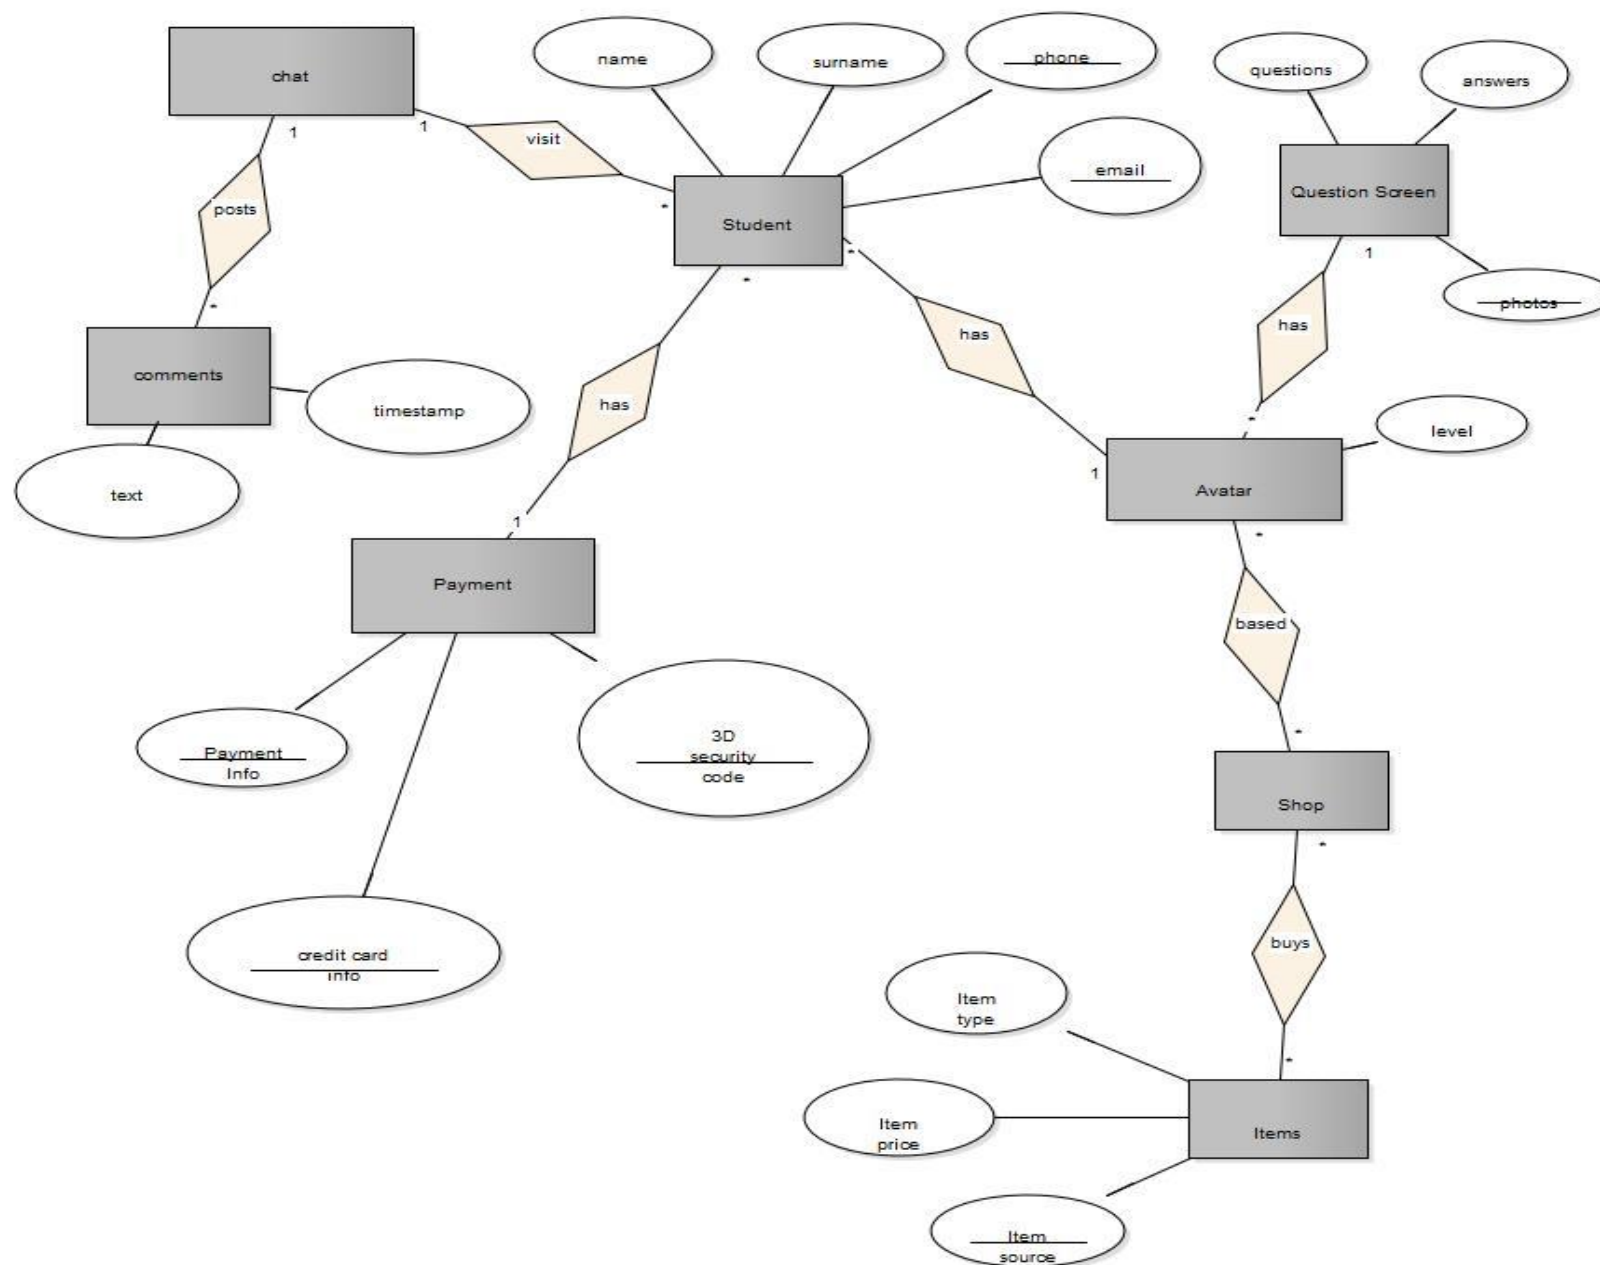 chat
name
surname
phone
questions
answers
1
1
visit
email
Question Screen
posts
*
Student
*
1
*
photos
*
has
has
comments
timestamp
has
*
level
text
1
Avatar
1
*
Payment
based
*
Payment
Info
3D
security
code
Shop
*
buys
credit card
info
Item
type
*
Item
price
Items
Item
source